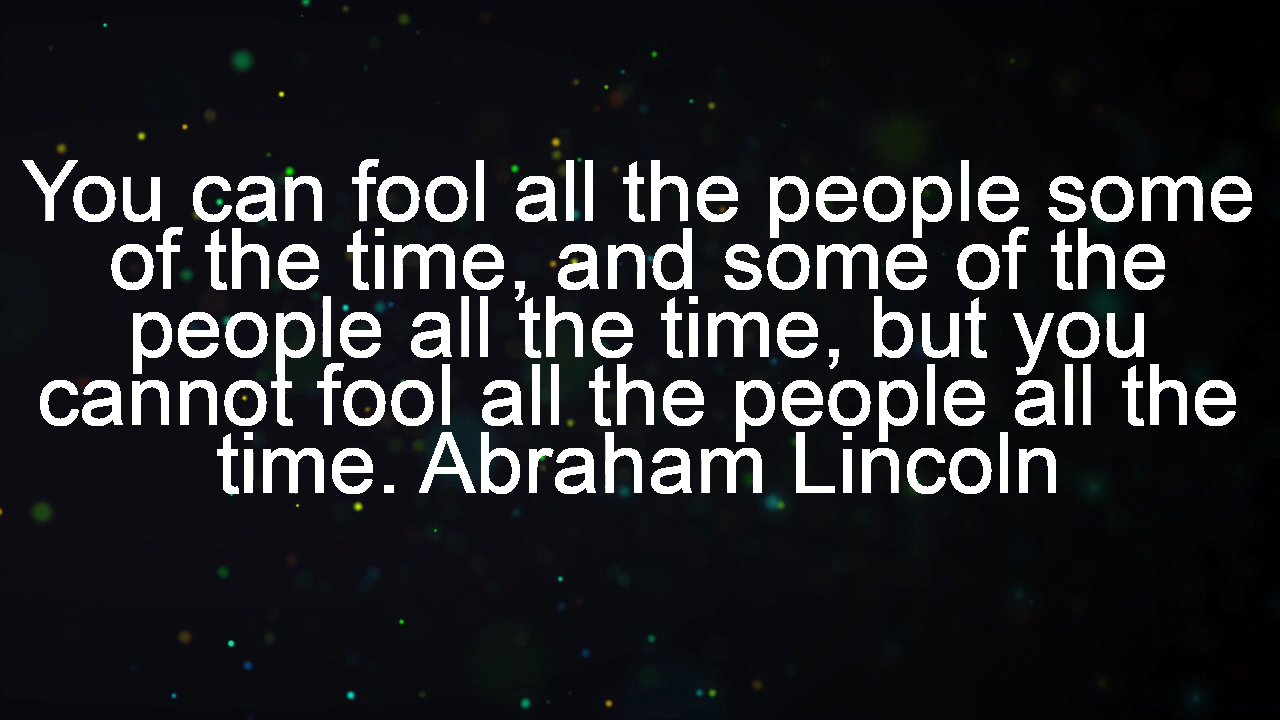 You can fool all the people some
of the time, and some of the
people all the time, but you
cannot fool all the people all the
time. Abraham Lincoln